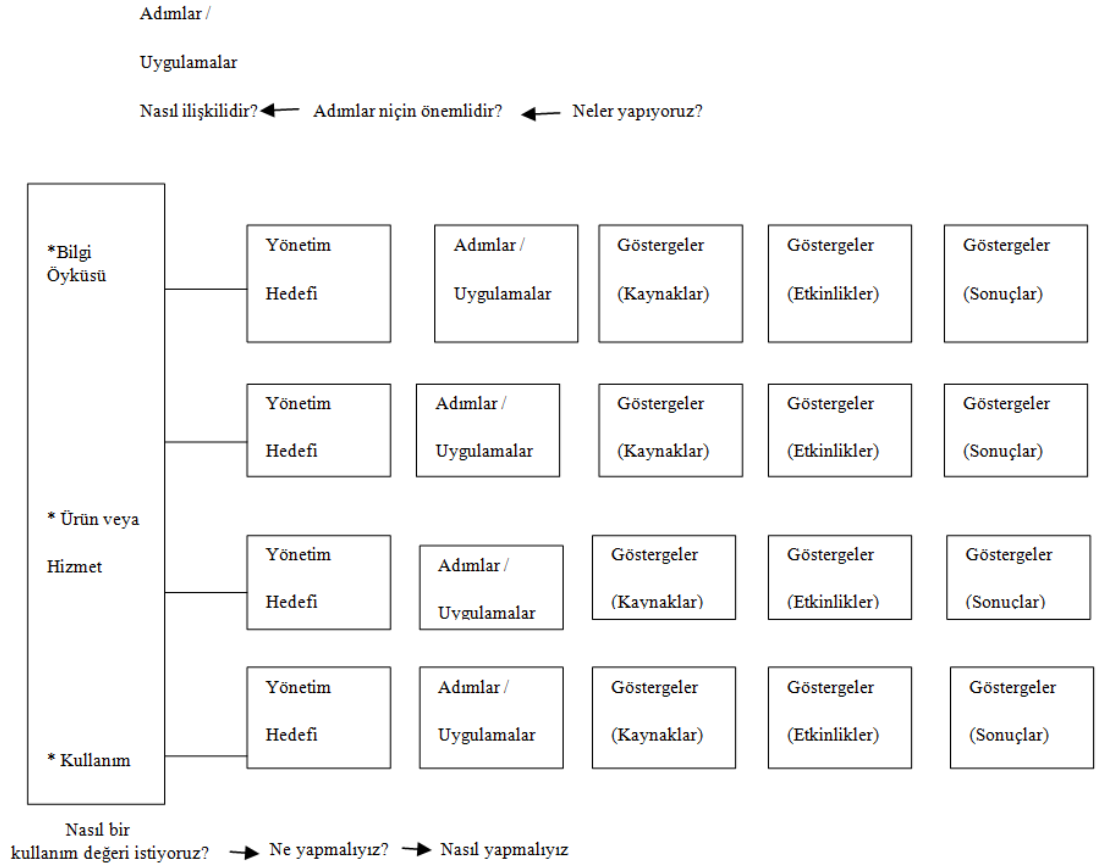 Adımlar /
Uygulamalar
Nasıl ilişkilidir? Adımlar niçin önemlidir? Neler yapıyoruz?
*Bilgi
Öyküsü
Yönetim
Hedefi
Adımlar /
Uygulamalar
Göstergeler
(Kaynaklar)
Göstergeler
(Etkinlikler)
Göstergeler
(Sonuçlar)
Yönetim
Hedefi
Adımlar /
Uygulamalar
Göstergeler
(Kaynaklar)
Göstergeler
(Etkinlikler)
Göstergeler
(Sonuçlar)
* Ürün veya
Hizmet
Yönetim
Hedefi
Adımlar /
Uygulamalar
Göstergeler
(Kaynaklar)
Göstergeler
(Etkinlikler)
Göstergeler
(Sonuçlar)
* Kullanım
Yönetim
Hedefi
Adımlar /
Uygulamalar
Göstergeler
(Kaynaklar)
Göstergeler
(Etkinlikler)
Göstergeler
(Sonuçlar)
Nasıl bir
kullanım değeri istiyoruz? Ne yapmalıyız? Nasıl yapmalıyız